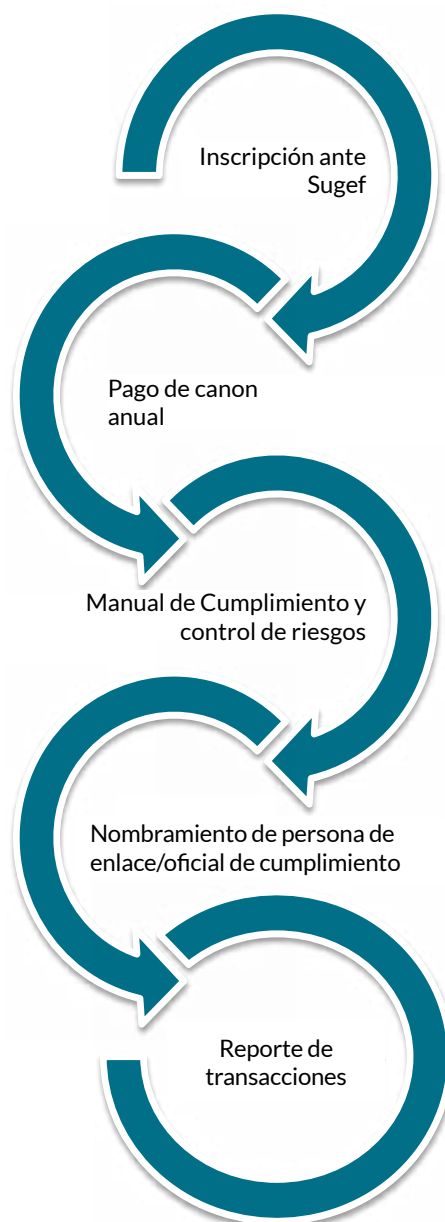 Inscripción ante
Sugef
Pago de canon
anual
Manual de Cumplimiento y
control de riesgos
Nombramiento de persona de
enlace/oficial de cumplimiento
Reporte de
transacciones